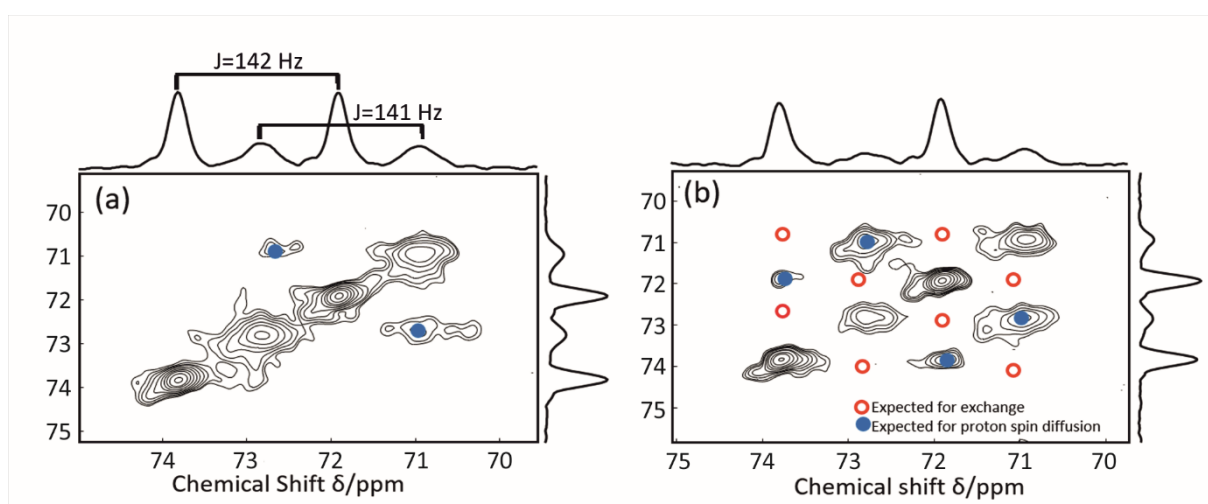 J=142 Hz
J=141 Hz
(a)
70
71
72
73
74
75
74
73
72
71
70
Chemical Shift δ/ppm
(b)
70
71
72
73
74
75
Expected for exchange
Expected for proton spin diffusion
75
74
73
72
71
70
Chemical shift δ/ppm